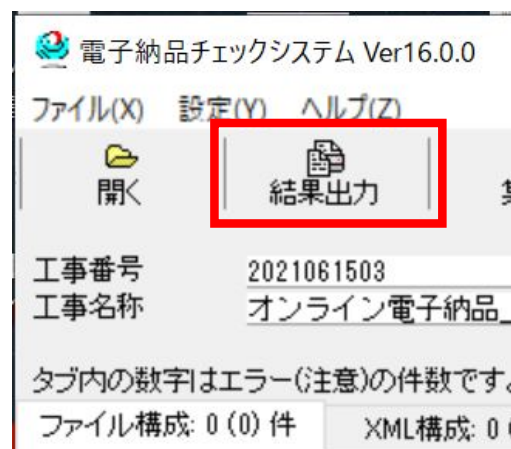 電子納品チェックシステム Ver16.0.0
ファイル(X) 設定(Y) ヘルプ(Z)
開く 結果出力
工事番号 2021061503
工事名称 オンライン電子納品_
タブ内の数字はエラー(注意)の件数です。
ファイル構成: 0 (0) 件 XML構成: 0